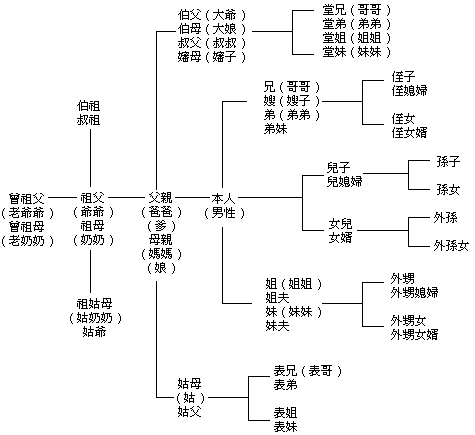 伯父（大爺）
伯母（大娘）
叔父（叔叔）
嬸母（嬸子）
堂兄（哥哥）
堂弟（弟弟）
堂姐（姐姐）
堂妹（妹妹）
伯祖
叔祖
兄（哥哥）
嫂（嫂子）
弟（弟弟）
弟妹
侄子
侄媳婦
侄女
侄女婿
曾祖父
（老爺爺）
曾祖母
（老奶奶）
祖父
（爺爺）
祖母
（奶奶）
父親
（爸爸）
（爹）
母親
（媽媽）
（娘）
本人
（男性）
兒子
兒媳婦
孫子
孫女
女兒
女婿
外孫
外孫女
祖姑母
（姑奶奶）
姑爺
姐（姐姐）
姐夫
妹（妹妹）
妹夫
外甥
外甥媳婦
外甥女
外甥女婿
姑母
（姑）
姑父
表兄（表哥）
表弟
表姐
表妹